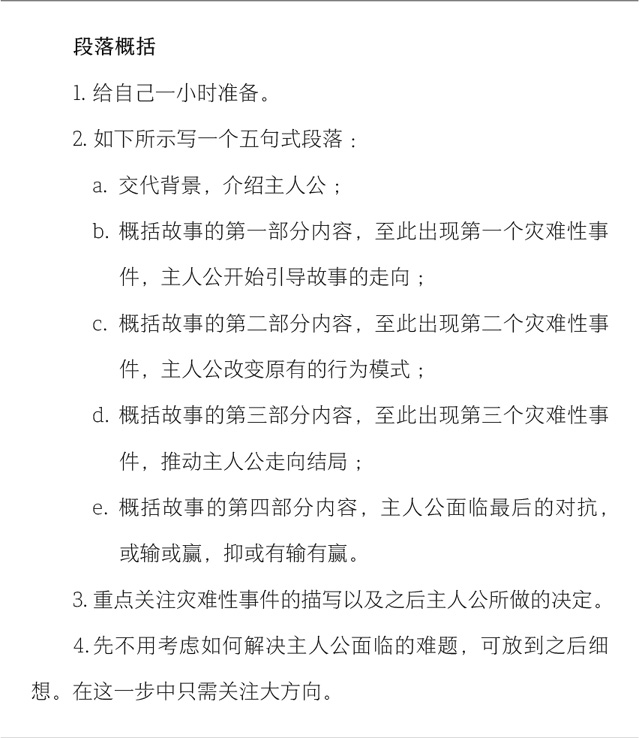 段落概括
1. 给自己一小时准备。
2. 如下所示写一个五句式段落：
a. 交代背景，介绍主人公；
b. 概括故事的第一部分内容，至此出现第一个灾难性事
件，主人公开始引导故事的走向；
c. 概括故事的第二部分内容，至此出现第二个灾难性事
件，主人公改变原有的行为模式；
d. 概括故事的第三部分内容，至此出现第三个灾难性事
件，推动主人公走向结局；
e. 概括故事的第四部分内容，主人公面临最后的对抗，
或输或赢，抑或有输有赢。
3. 重点关注灾难性事件的描写以及之后主人公所做的决定。
4.先不用考虑如何解决主人公面临的难题，可放到之后细
想。在这一步中只需关注大方向。